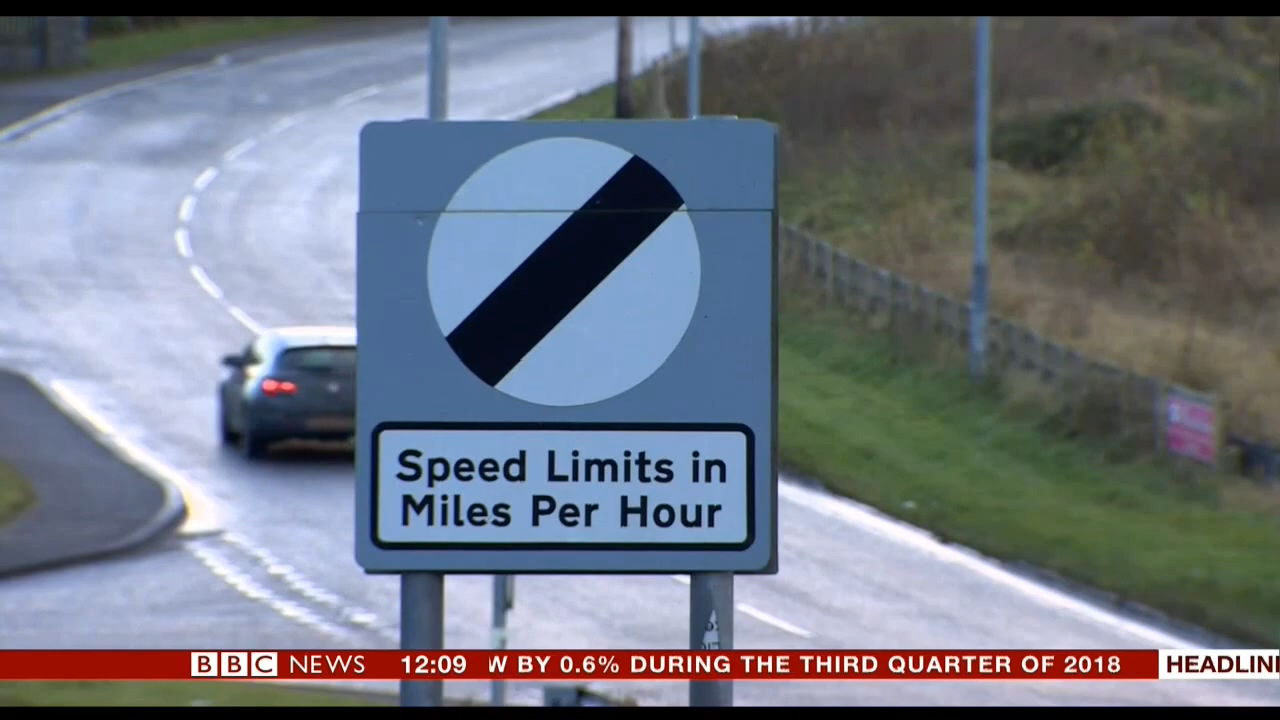 Speed Limits in
Miles Per Hour
BBC NEWS 12:09 W BY 0.6% DURING THE THIRD QUARTER OF 2018 HEADLIN